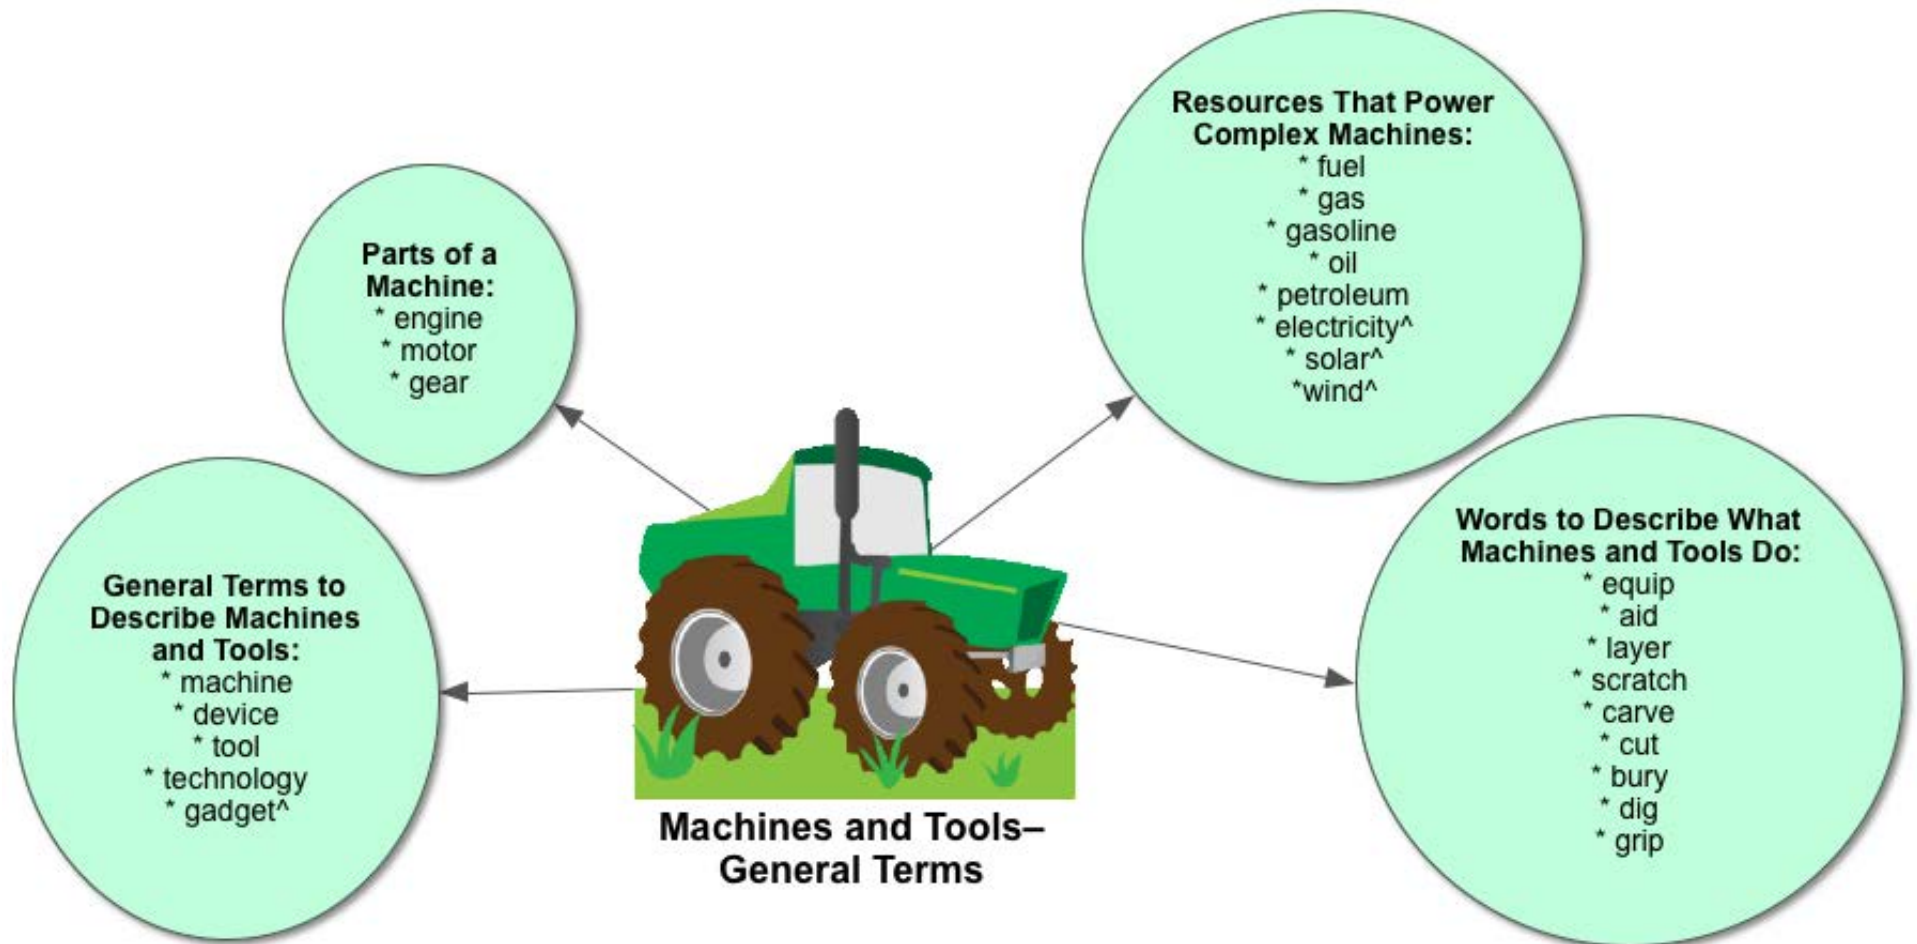 Resources That Power
Complex Machines:
* fuel
* gas
* gasoline
* oil
* petroleum
* electricity^
* solar^
*wind^
Parts of a
Machine:
* engine
* motor
* gear
Words to Describe What
Machines and Tools Do:
* equip
* aid
* layer
* scratch
* carve
* cut
* bury
* dig
* grip
General Terms to
Describe Machines
and Tools:
* machine
* device
* tool
* technology
* gadget^
Machines and Tools–
General Terms